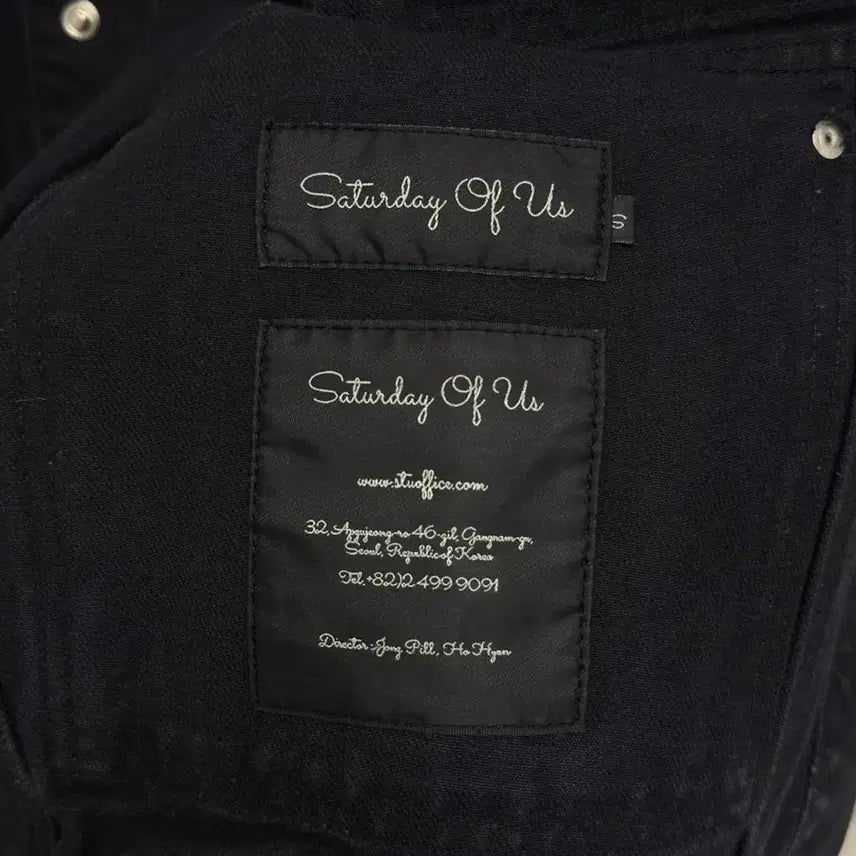 Saturday Of Us
S
Saturday Of Us
www.stuoffice.com
32, Apgujeong-ro 46-gil, Gangnam-gu,
Seoul, Republic of Korea
Tel.+82)2 499 9091
Director-Jong Pill, Ho Hyun